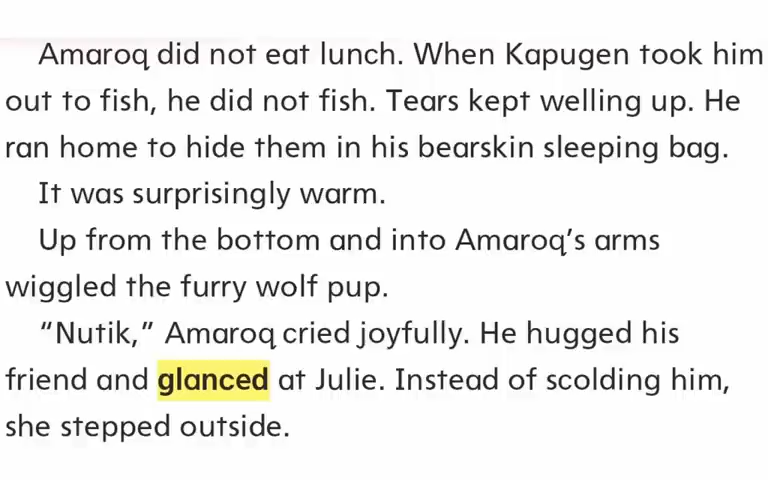 Amaroq did not eat lunch. When Kapugen took him
out to fish, he did not fish. Tears kept welling up. He
ran home to hide them in his bearskin sleeping bag.
It was surprisingly warm.
Up from the bottom and into Amaroq’s arms
wiggled the furry wolf pup.
“Nutik,” Amaroq cried joyfully. He hugged his
friend and glanced at Julie. Instead of scolding him,
she stepped outside.